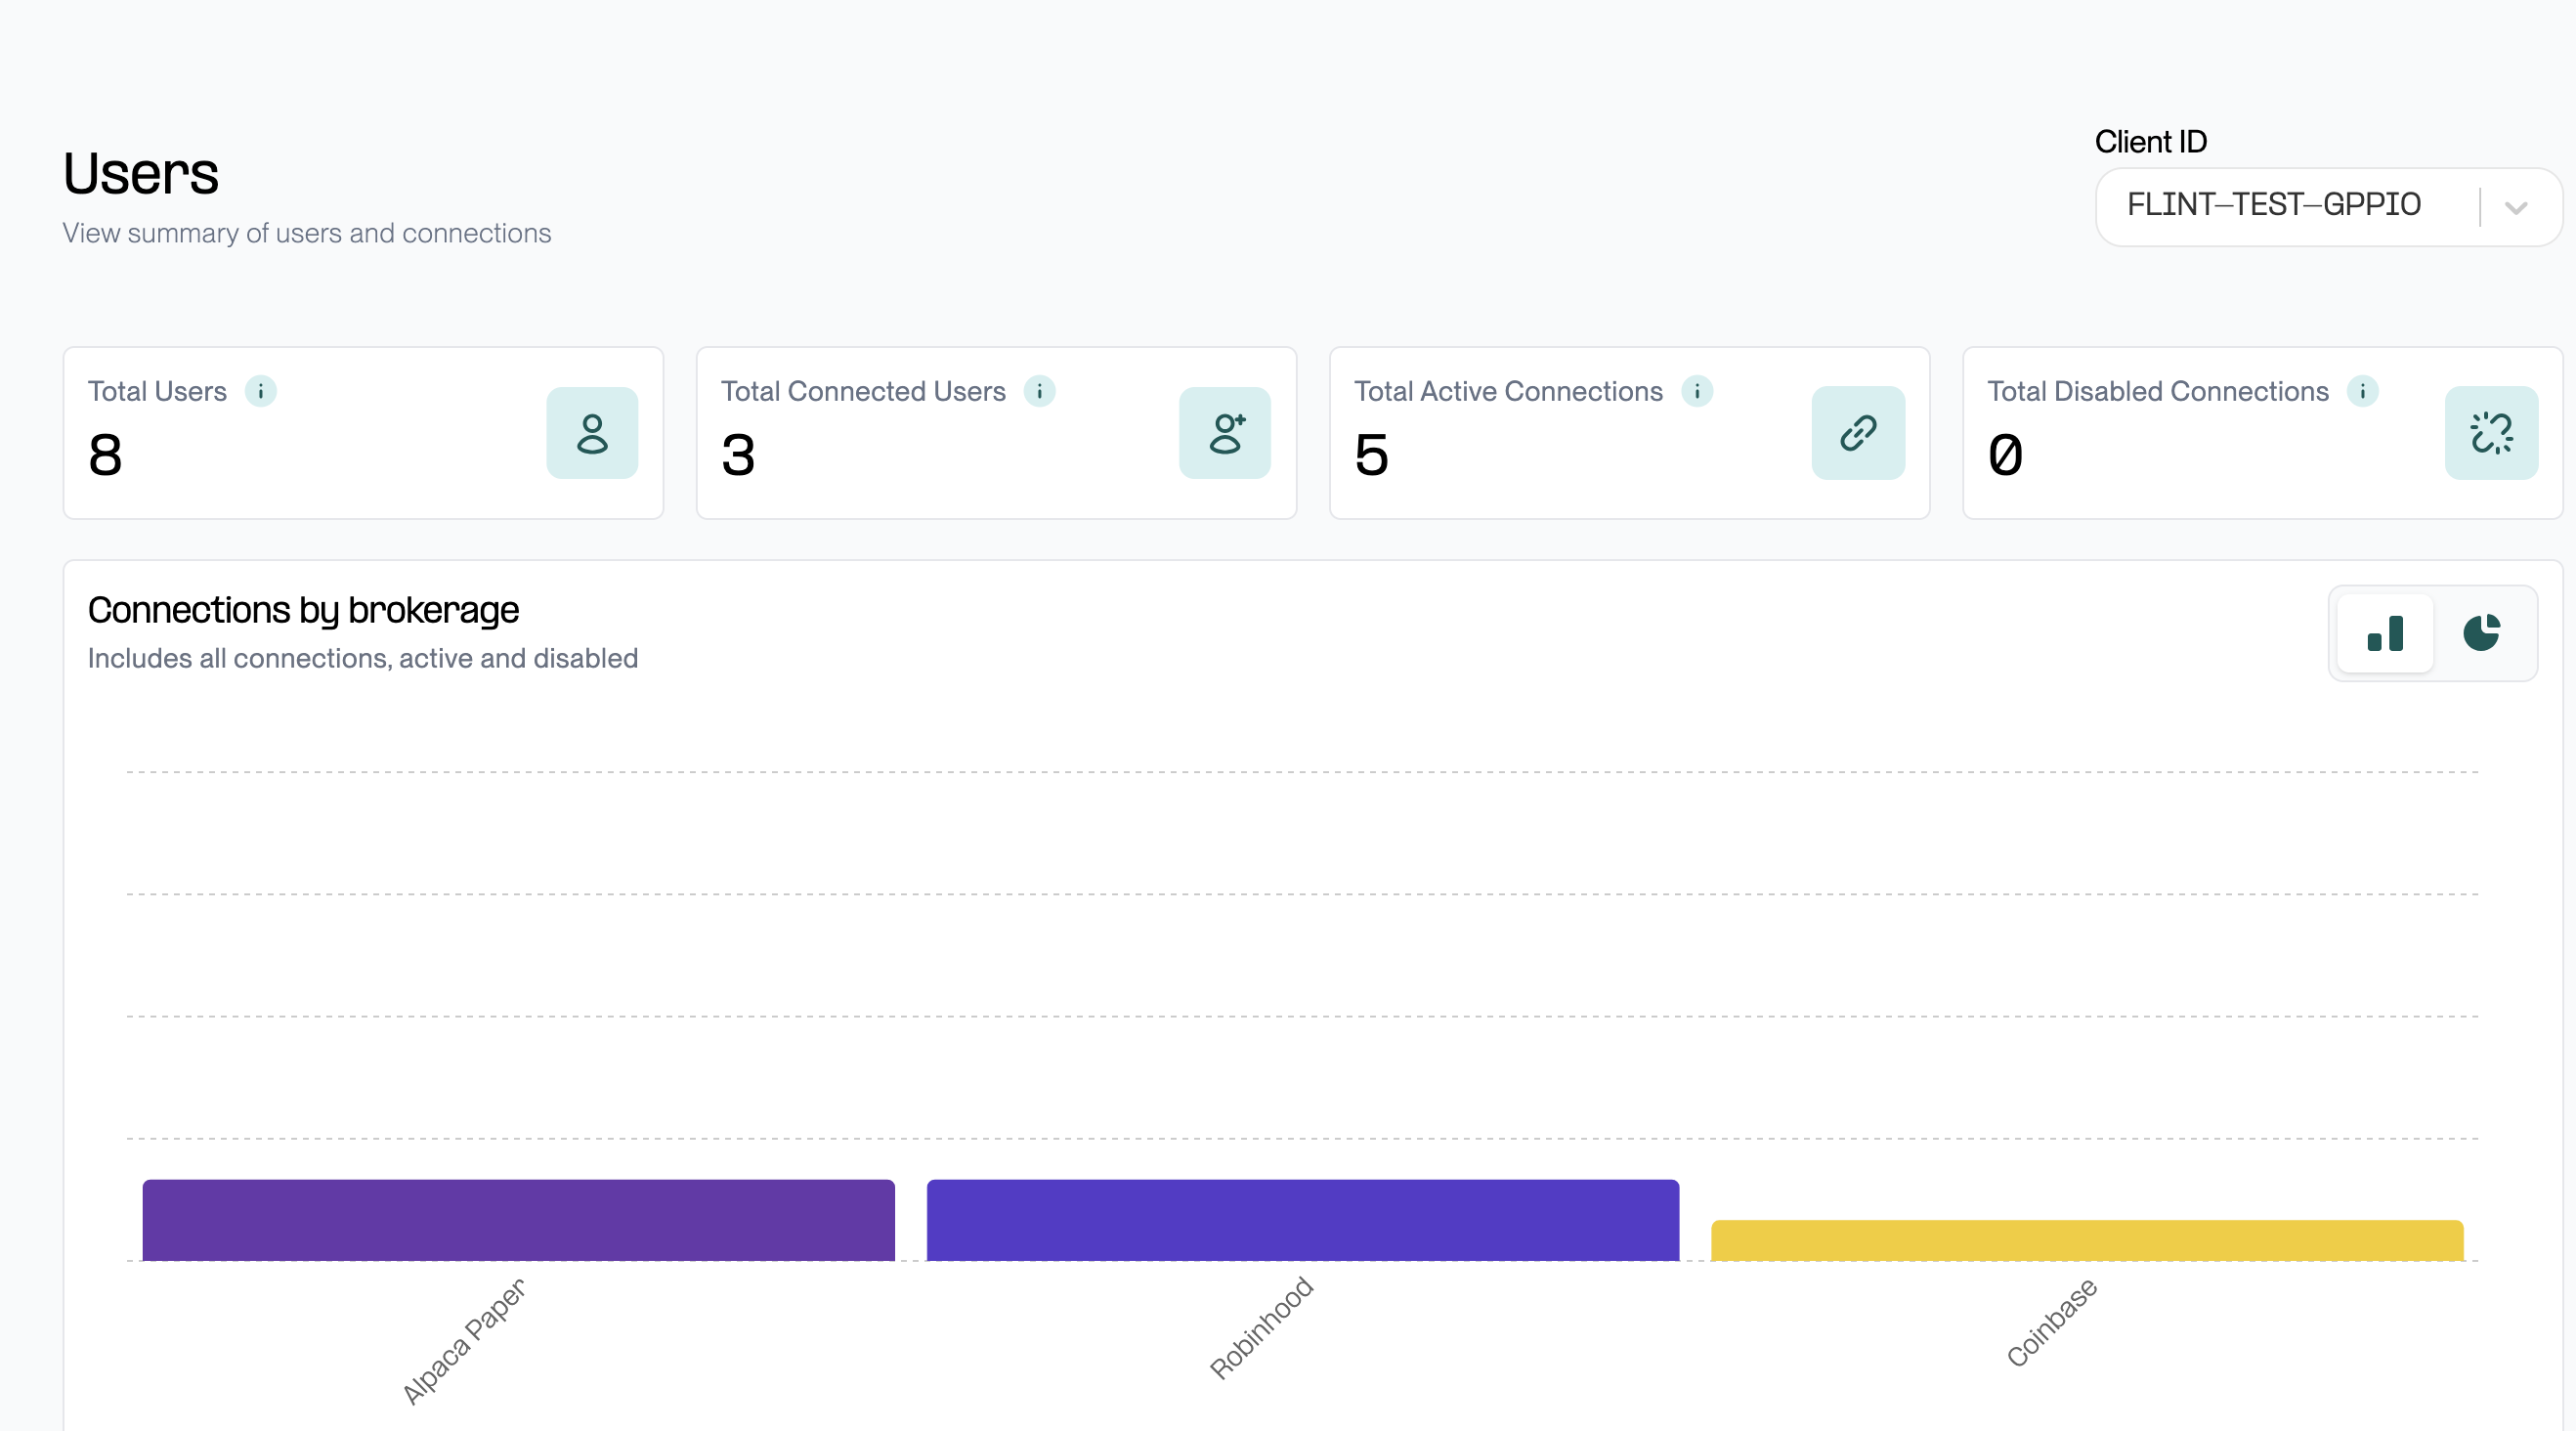 Users
View summary of users and connections
Client ID
FLINT-TEST-GPPIO
Total Users i
8
Total Connected Users i
3
Total Active Connections i
5
Total Disabled Connections i
0
Connections by brokerage
Includes all connections, active and disabled
Alpaca Paper
Robinhood
Coinbase